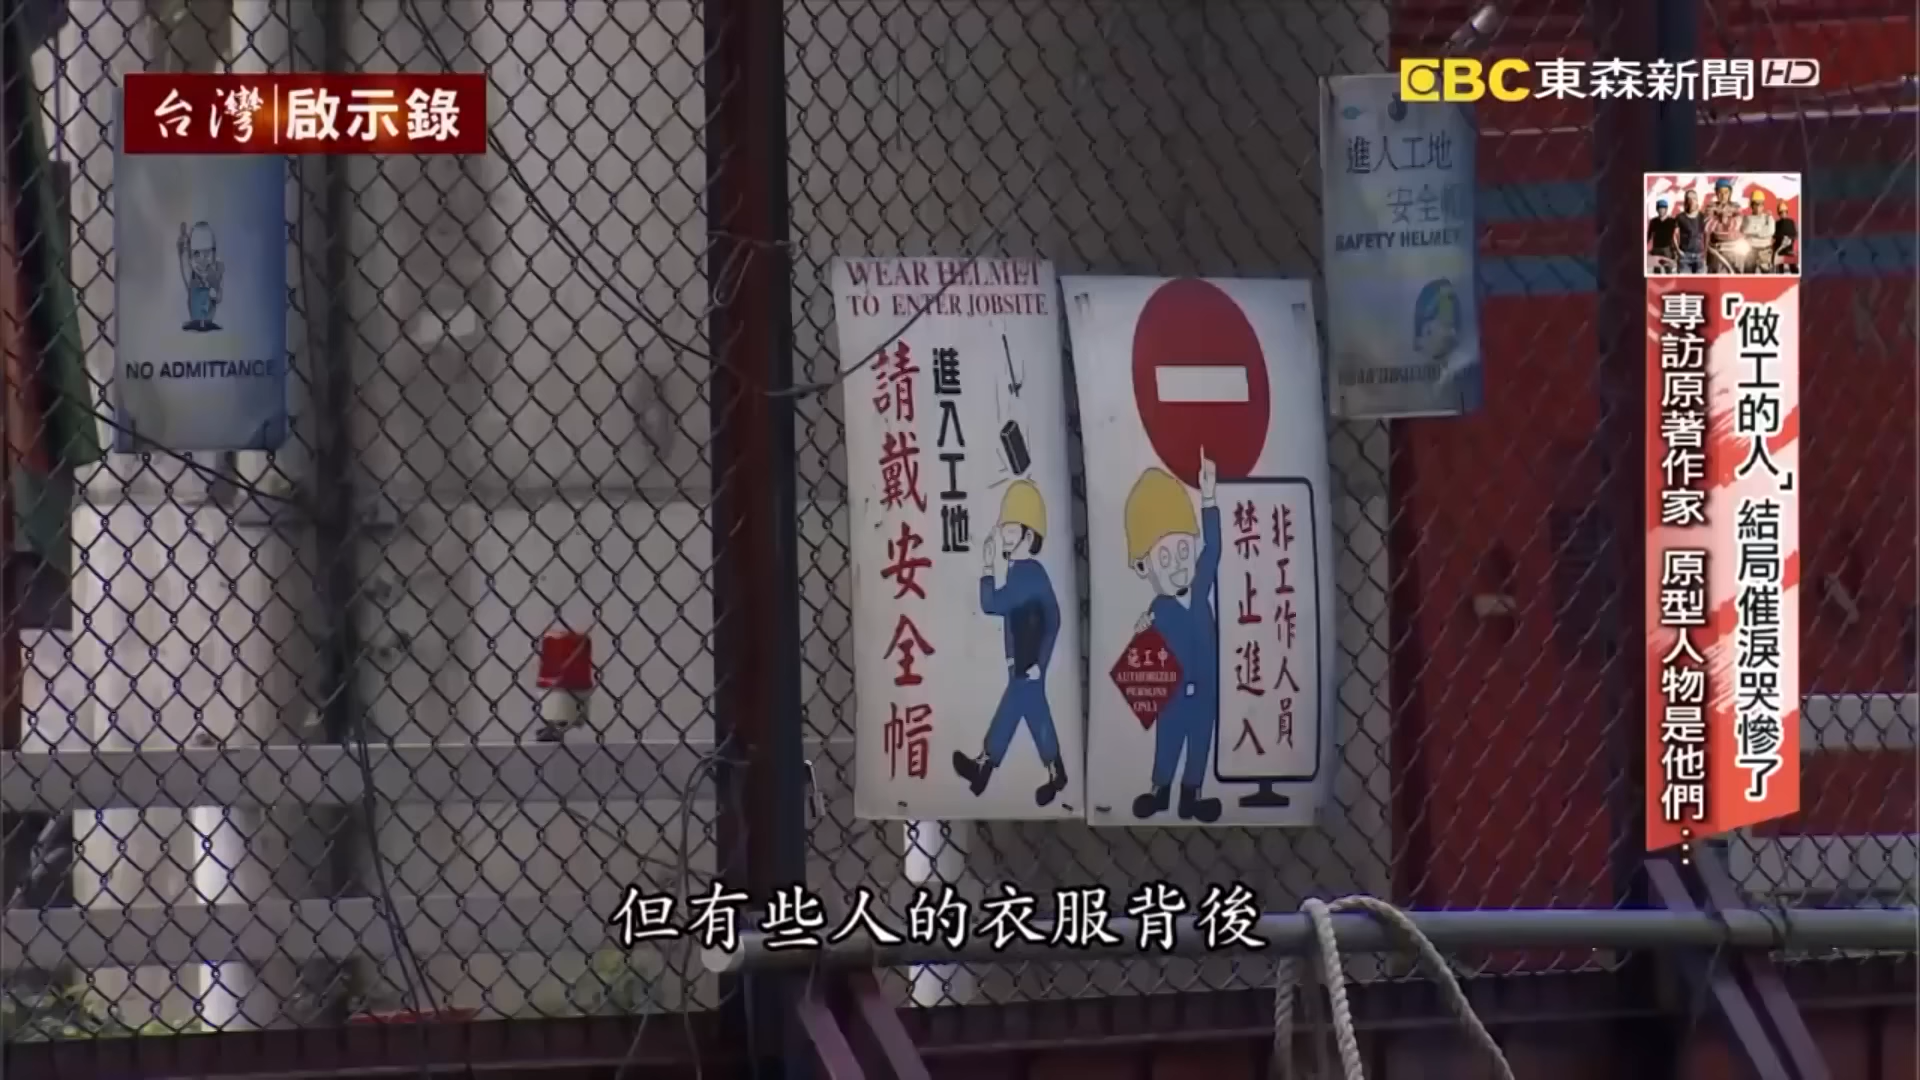 台灣啟示錄
EBC東森新聞HD
「做工的人」結局催淚哭慘了
專訪原著作家 原型人物是他們…
NO ADMITTANCE
WEAR HELMET
TO ENTER JOBSITE
進入工地
請戴安全帽
非工作人員
禁止進入
施工中
AUTHORIZED
PERSONS
ONLY
進入工地
安全帽
SAFETY HELMET
但有些人的衣服背後